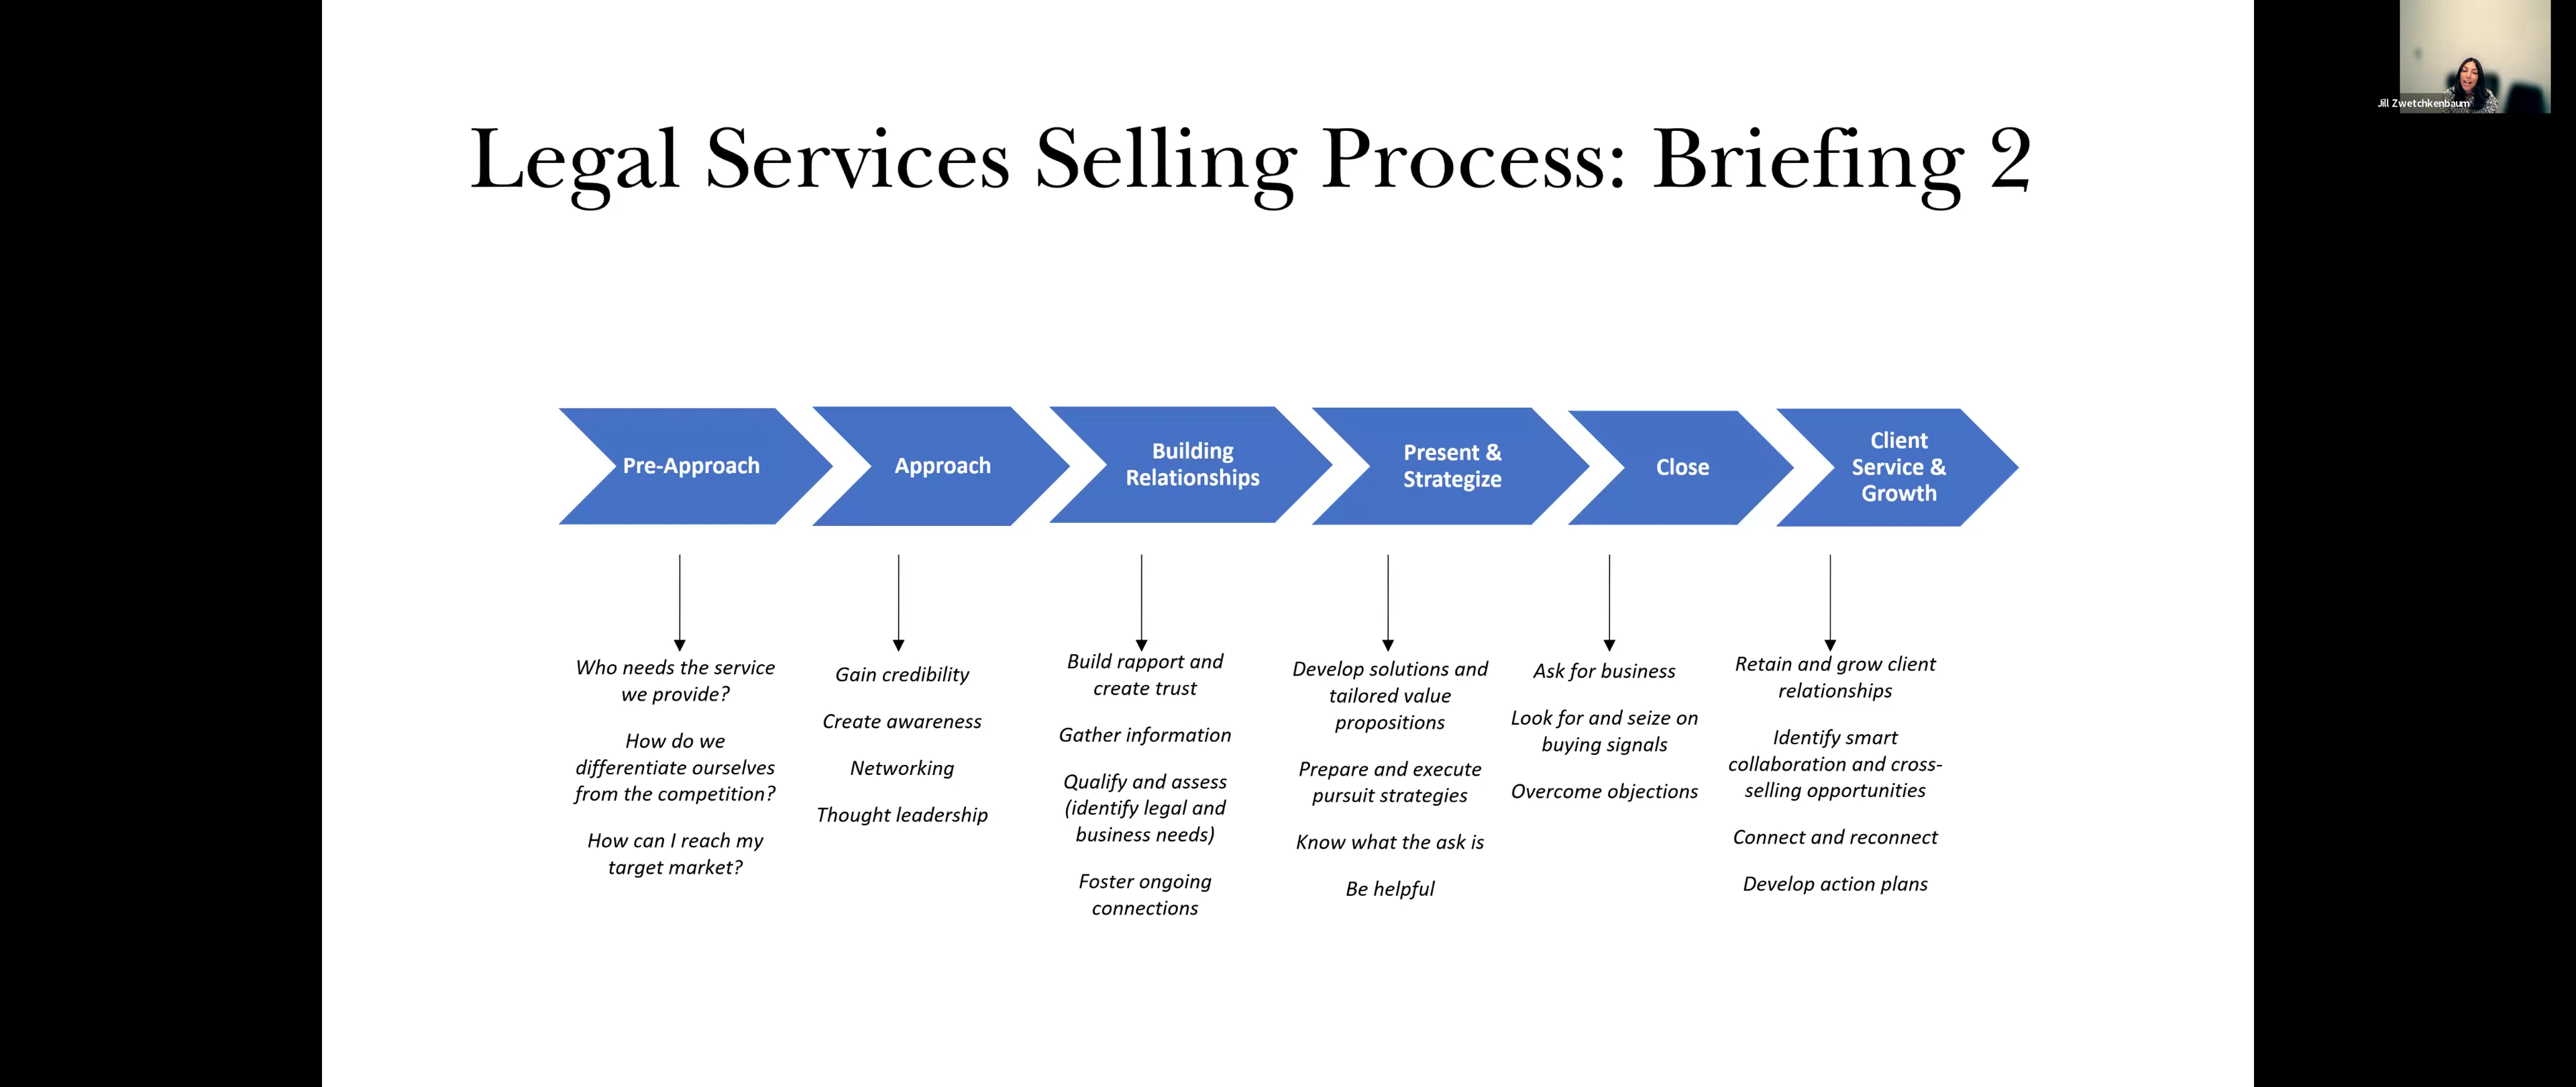 Jill Zwetchkenbaum
Legal Services Selling Process: Briefing 2
Pre-Approach
Approach
Building
Relationships
Present &
Strategize
Close
Client
Service &
Growth
Who needs the service
we provide?
How do we
differentiate ourselves
from the competition?
How can I reach my
target market?
Gain credibility
Create awareness
Networking
Thought leadership
Build rapport and
create trust
Gather information
Qualify and assess
(identify legal and
business needs)
Foster ongoing
connections
Develop solutions and
tailored value
propositions
Prepare and execute
pursuit strategies
Know what the ask is
Be helpful
Ask for business
Look for and seize on
buying signals
Overcome objections
Retain and grow client
relationships
Identify smart
collaboration and cross-
selling opportunities
Connect and reconnect
Develop action plans